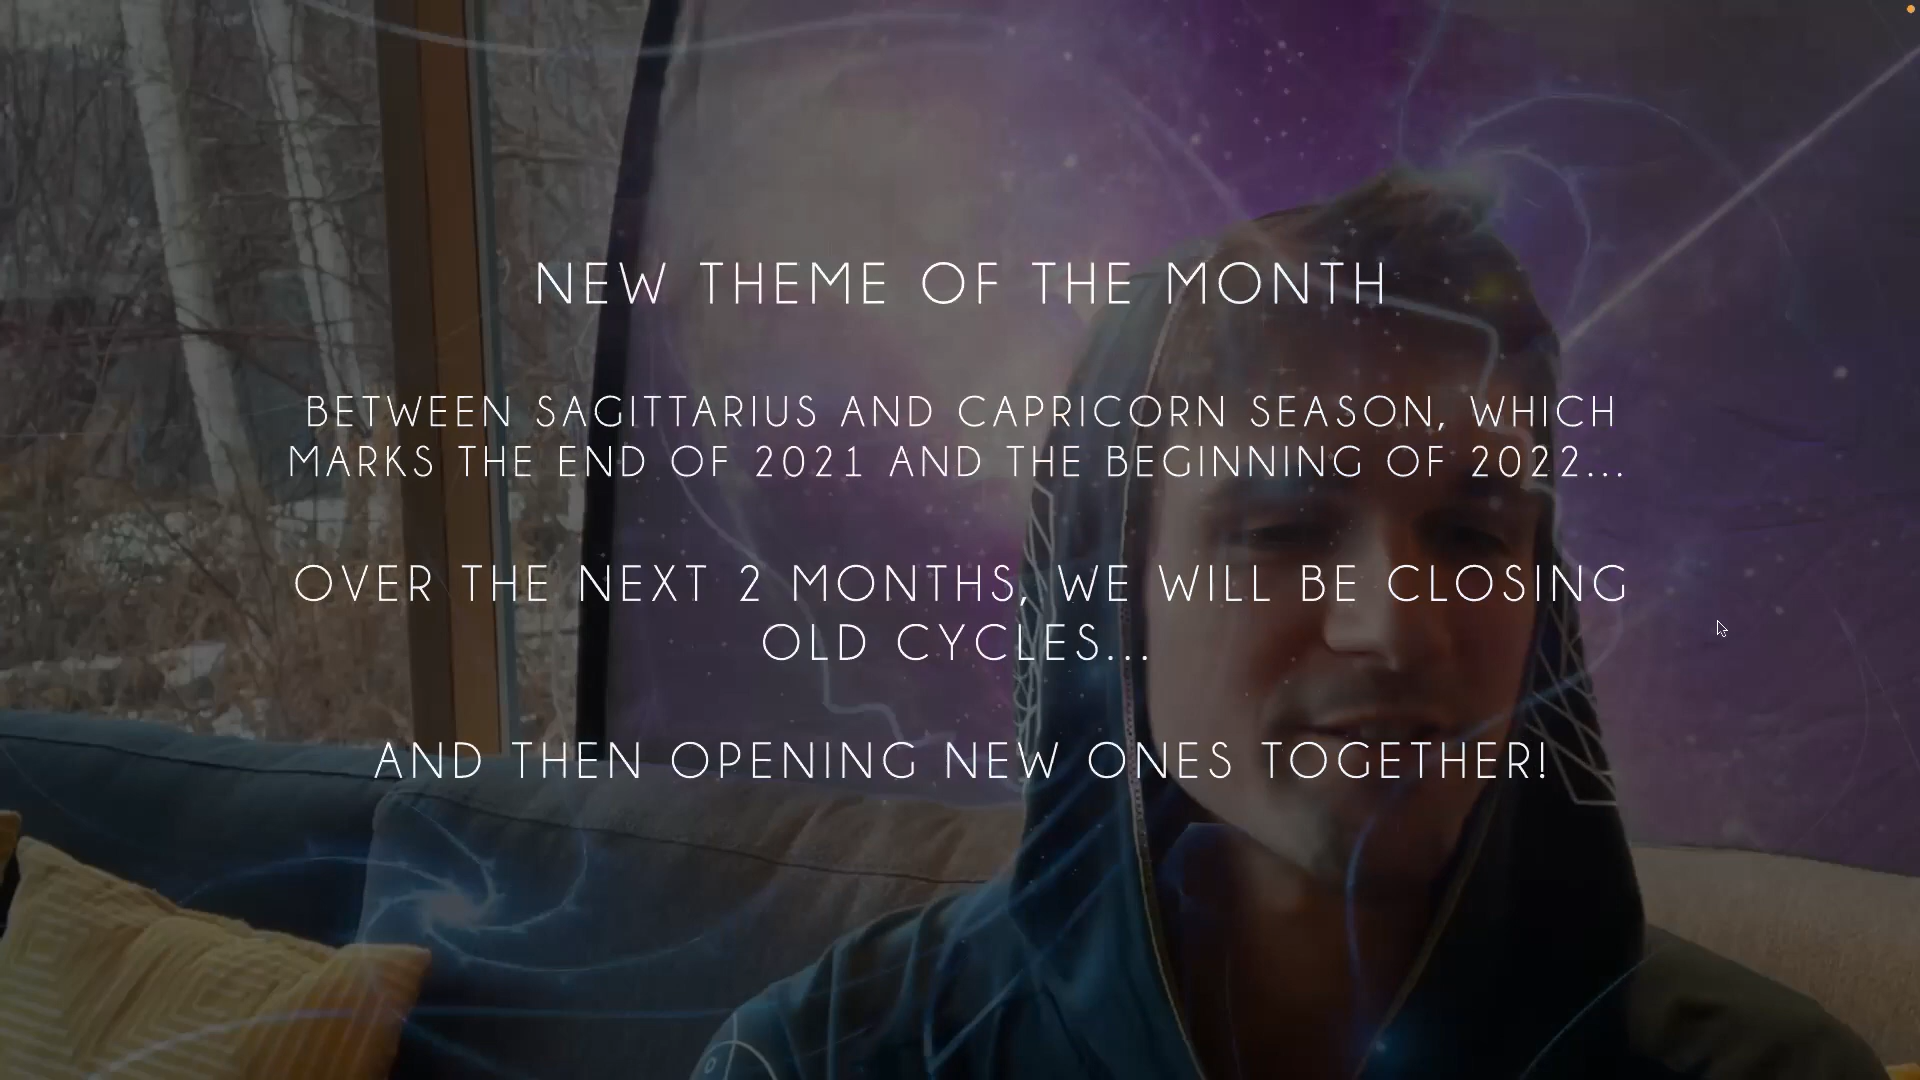 NEW THEME OF THE MONTH
BETWEEN SAGITTARIUS AND CAPRICORN SEASON, WHICH
MARKS THE END OF 2021 AND THE BEGINNING OF 2022...
OVER THE NEXT 2 MONTHS, WE WILL BE CLOSING
OLD CYCLES...
AND THEN OPENING NEW ONES TOGETHER!